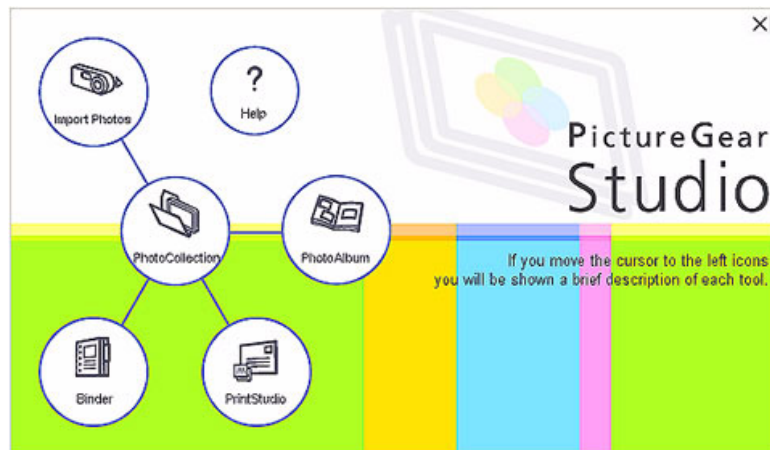 Import Photos
?
Help
PictureGear
Studio
PhotoCollection
PhotoAlbum
If you move the cursor to the left icons
you will be shown a brief description of each tool.
Binder
PrintStudio